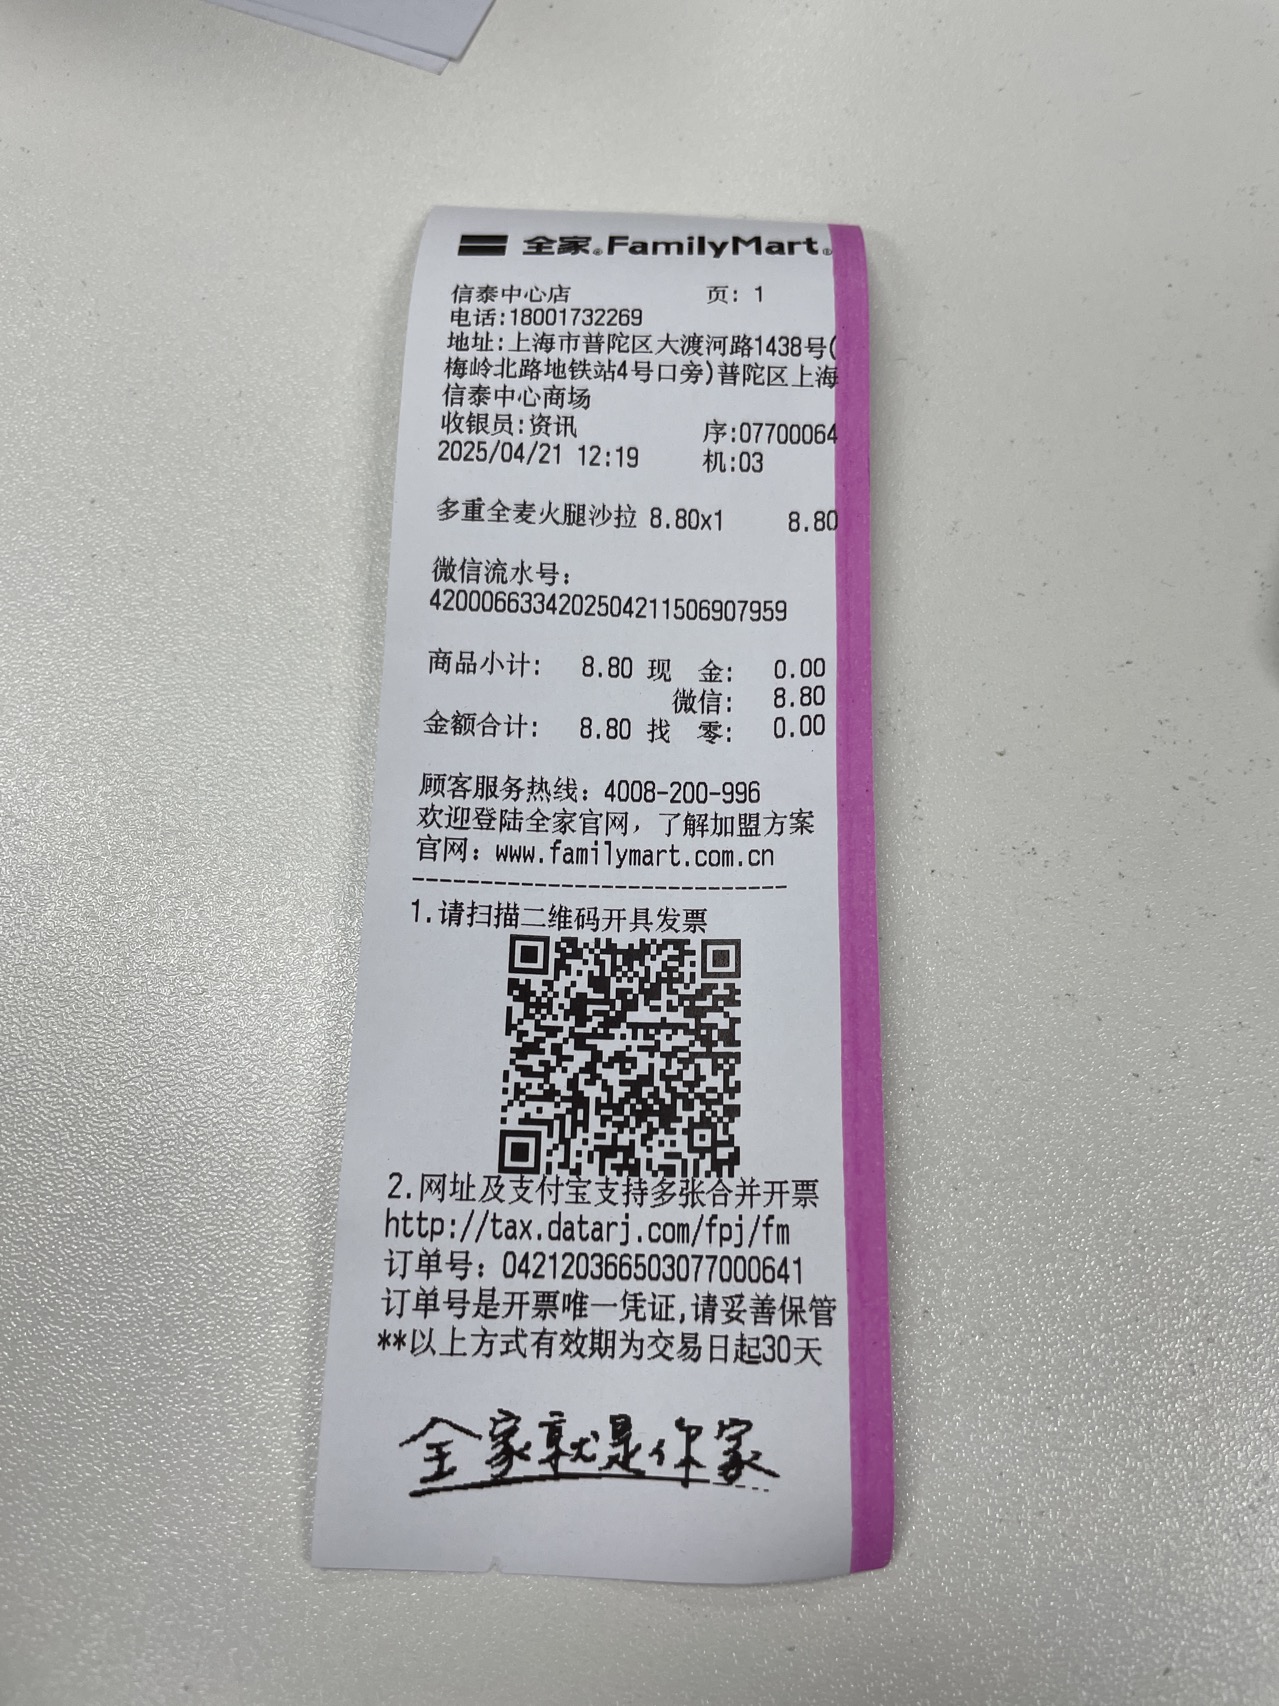 全家®FamilyMart®
信泰中心店 页: 1
电话:18001732269
地址:上海市普陀区大渡河路1438号(
梅岭北路地铁站4号口旁)普陀区上海
信泰中心商场
收银员:资讯 序:07700064
2025/04/21 12:19 机:03
多重全麦火腿沙拉 8.80x1 8.80
微信流水号:
4200066334202504211506907959
商品小计: 8.80 现 金: 0.00
微信: 8.80
金额合计: 8.80 找 零: 0.00
顾客服务热线: 4008-200-996
欢迎登陆全家官网，了解加盟方案
官网: www.familymart.com.cn
--------------------------------
1.请扫描二维码开具发票
2.网址及支付宝支持多张合并开票
http://tax.datarj.com/fpj/fm
订单号: 042120366503077000641
订单号是开票唯一凭证,请妥善保管
**以上方式有效期为交易日起30天
全家就是你家